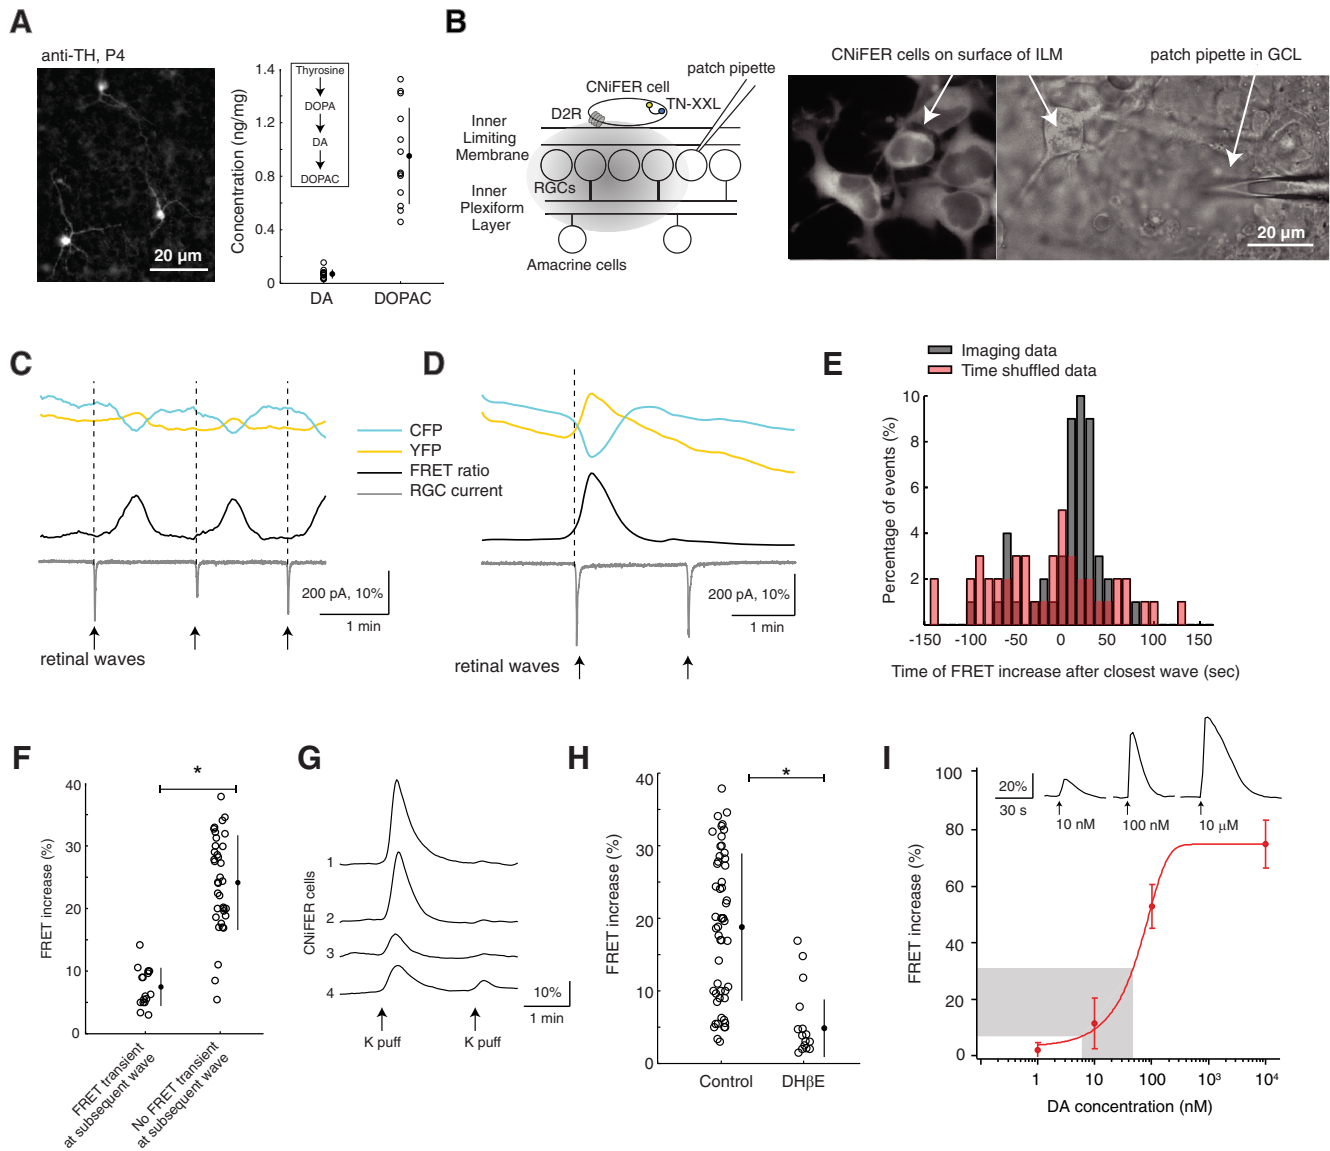 A
anti-TH, P4
20 µm
Concentration (ng/mg)
1.4
1.2
0.8
0.4
0
Thyrosine
DOPA
DA
DOPAC
DA
DOPAC
B
CNiFER cell
D2R
TN-XXL
patch pipette
Inner
Limiting
Membrane
RGCs
Inner
Plexiform
Layer
Amacrine cells
CNiFER cells on surface of ILM
patch pipette in GCL
20 µm
C
200 pA, 10%
1 min
retinal waves
CFP
YFP
FRET ratio
RGC current
D
200 pA, 10%
1 min
retinal waves
E
Imaging data
Time shuffled data
Percentage of events (%)
10
8
6
4
2
-150
-100
-50
0
50
100
150
Time of FRET increase after closest wave (sec)
F
FRET increase (%)
40
30
20
10
0
*
FRET transient
at subsequent wave
No FRET transient
at subsequent wave
G
CNiFER cells
1
2
3
4
K puff
K puff
10%
1 min
H
FRET increase (%)
40
30
20
10
0
*
Control
DHβE
I
FRET increase (%)
100
80
60
40
20
0
20%
30 s
10 nM
100 nM
10 µM
1
10
100
10³
10⁴
DA concentration (nM)